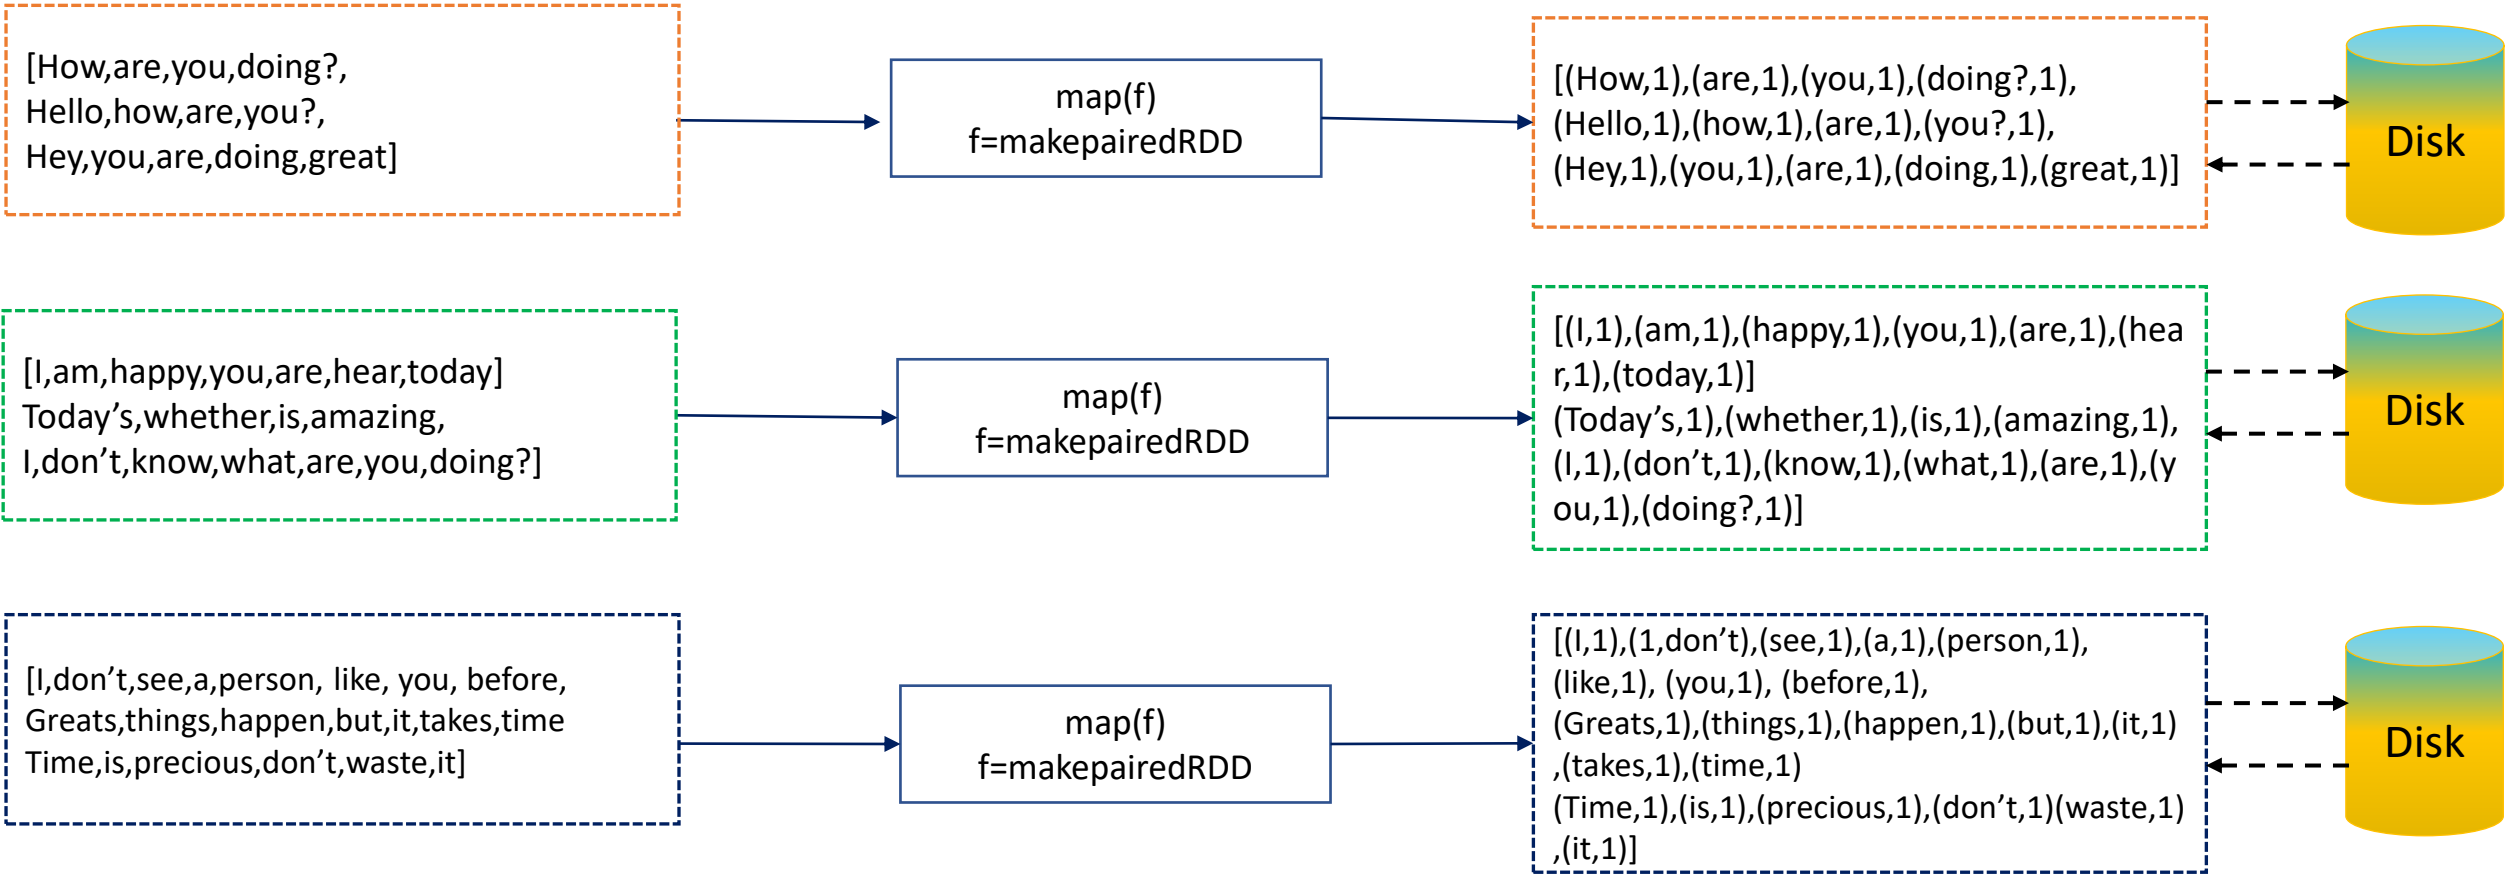 [How,are,you,doing?,
Hello,how,are,you?,
Hey,you,are,doing,great]
map(f)
f=makepairedRDD
[(How,1),(are,1),(you,1),(doing?,1),
(Hello,1),(how,1),(are,1),(you?,1),
(Hey,1),(you,1),(are,1),(doing,1),(great,1)]
Disk
[I,am,happy,you,are,hear,today]
Today’s,whether,is,amazing,
I,don’t,know,what,are,you,doing?]
map(f)
f=makepairedRDD
[(I,1),(am,1),(happy,1),(you,1),(are,1),(hea
r,1),(today,1)]
(Today’s,1),(whether,1),(is,1),(amazing,1),
(I,1),(don’t,1),(know,1),(what,1),(are,1),(y
ou,1),(doing?,1)]
Disk
[I,don’t,see,a,person, like, you, before,
Greats,things,happen,but,it,takes,time
Time,is,precious,don’t,waste,it]
map(f)
f=makepairedRDD
[(I,1),(1,don’t),(see,1),(a,1),(person,1),
(like,1), (you,1), (before,1),
(Greats,1),(things,1),(happen,1),(but,1),(it,1)
,(takes,1),(time,1)
(Time,1),(is,1),(precious,1),(don’t,1)(waste,1)
,(it,1)]
Disk